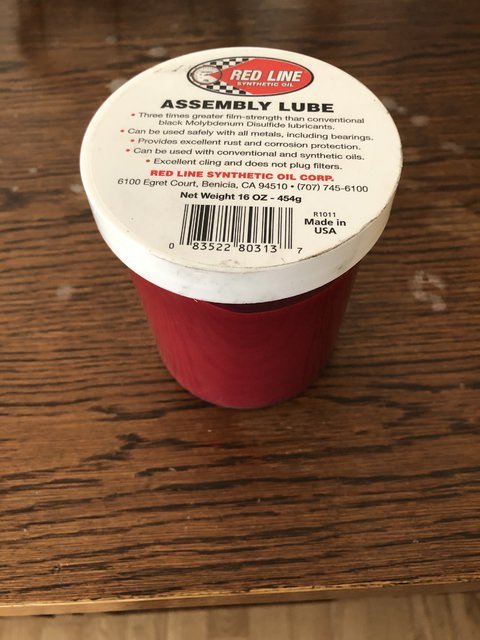 RED LINE
SYNTHETIC OIL
ASSEMBLY LUBE
• Three times greater film-strength than conventional
black Molybdenum Disulfide lubricants.
• Can be used safely with all metals, including bearings.
• Provides excellent rust and corrosion protection.
• Can be used with conventional and synthetic oils.
• Excellent cling and does not plug filters.
RED LINE SYNTHETIC OIL CORP.
6100 Egret Court, Benicia, CA 94510 • (707) 745-6100
Net Weight 16 OZ - 454g
R1011
Made in
USA
0 83522 80313 7